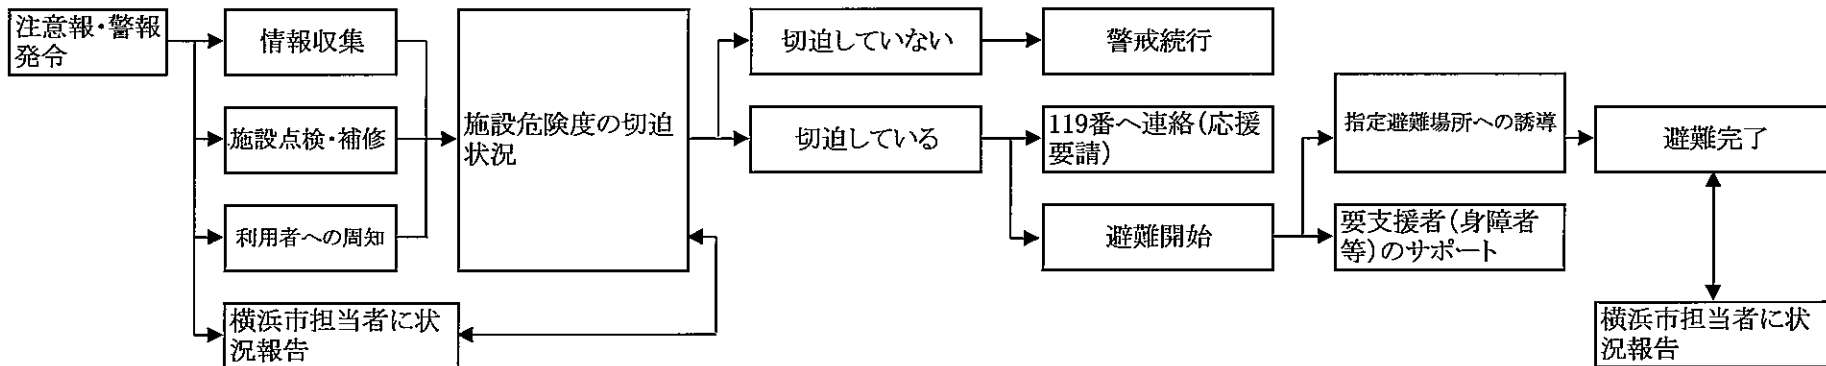 注意報・警報
発令
情報収集
施設点検・補修
利用者への周知
横浜市担当者に状
況報告
施設危険度の切迫
状況
切迫していない
切迫している
警戒続行
119番へ連絡(応援
要請)
避難開始
指定避難場所への誘導
要支援者(身障者
等)のサポート
避難完了
横浜市担当者に状
況報告